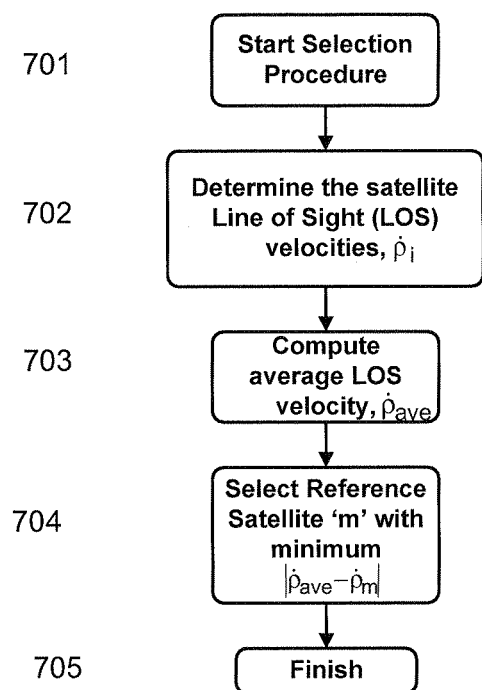 701
Start Selection
Procedure
702
Determine the satellite
Line of Sight (LOS)
velocities, ρ̇i
703
Compute
average LOS
velocity, ρ̇ave
704
Select Reference
Satellite ‘m’ with
minimum
|ρ̇ave−ρ̇m|
705
Finish